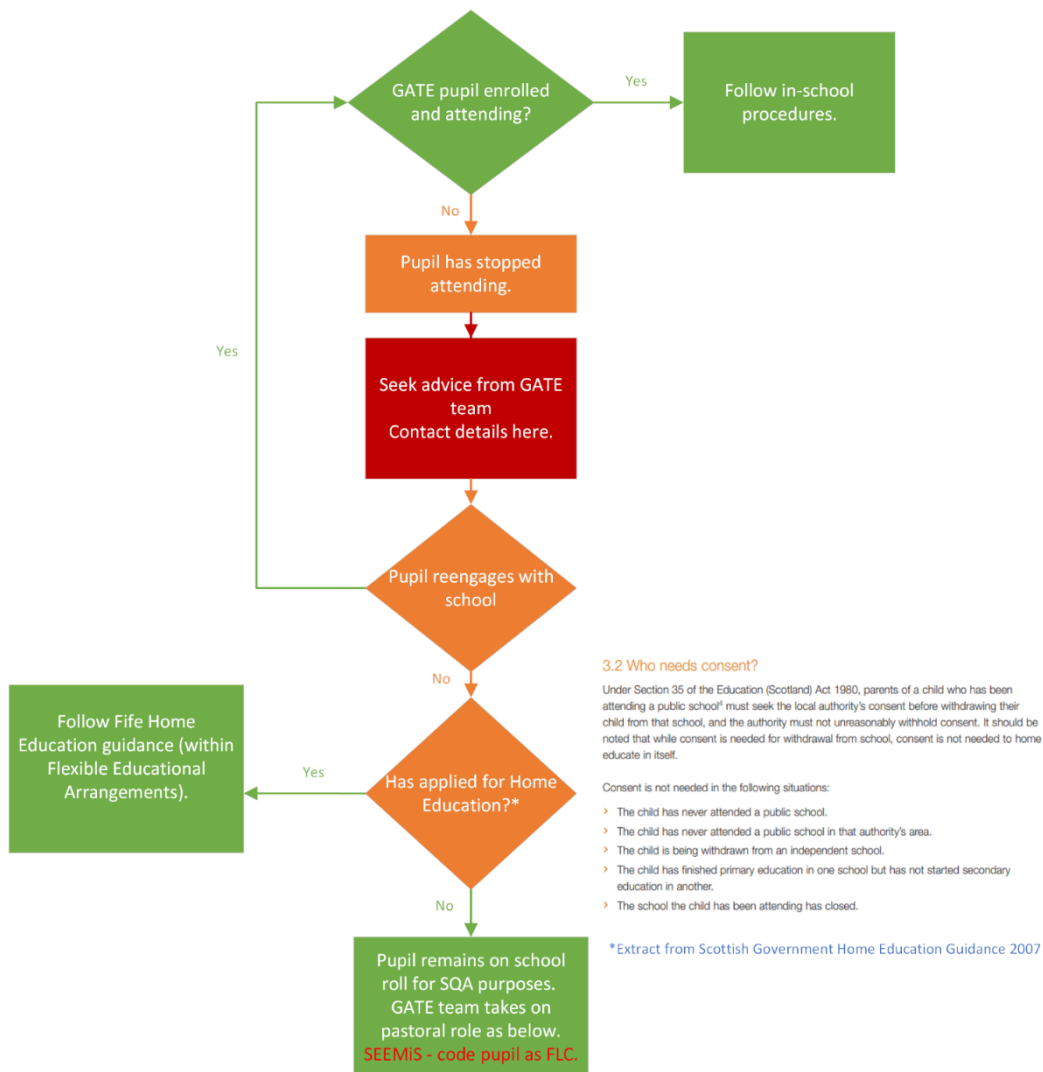 GATE pupil enrolled
and attending?
Yes
Follow in-school
procedures.
No
Pupil has stopped
attending.
Yes
Seek advice from GATE
team
Contact details here.
Pupil reengages with
school
No
Follow Fife Home
Education guidance (within
Flexible Educational
Arrangements).
Yes
Has applied for Home
Education?*
3.2 Who needs consent?
Under Section 35 of the Education (Scotland) Act 1980, parents of a child who has been
attending a public school⁶ must seek the local authority's consent before withdrawing their
child from that school, and the authority must not unreasonably withhold consent. It should be
noted that while consent is needed for withdrawal from school, consent is not needed to home
educate in itself.
Consent is not needed in the following situations:
> The child has never attended a public school.
> The child has never attended a public school in that authority's area.
> The child is being withdrawn from an independent school.
> The child has finished primary education in one school but has not started secondary
education in another.
> The school the child has been attending has closed.
*Extract from Scottish Government Home Education Guidance 2007
No
Pupil remains on school
roll for SQA purposes.
GATE team takes on
pastoral role as below.
SEEMiS - code pupil as FLC.